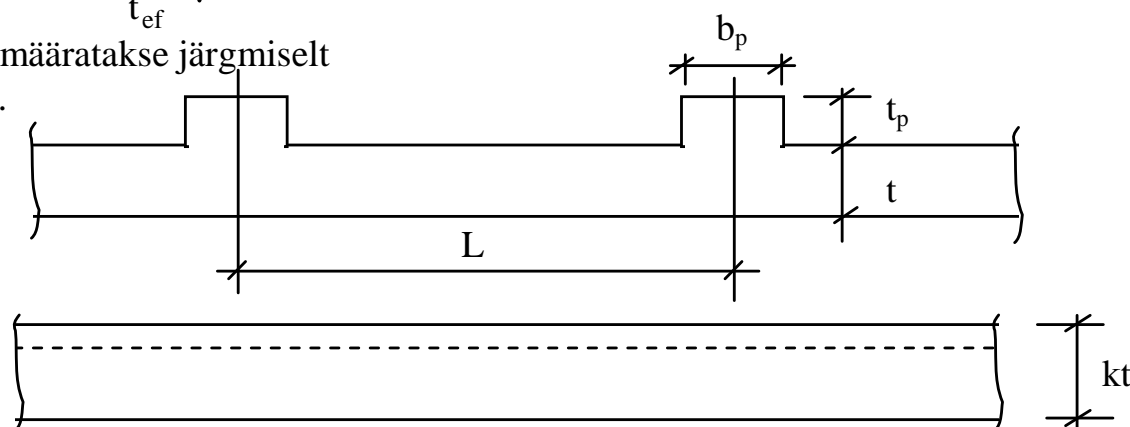 t_ef
määratakse järgmiselt
.
b_p
t_p
t
L
kt